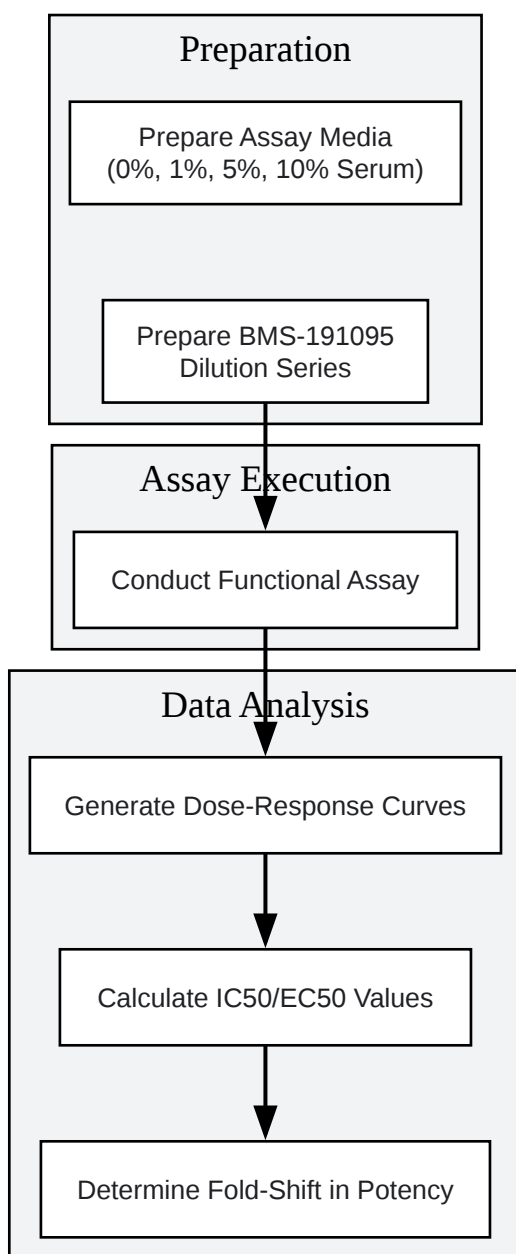 Preparation
Prepare Assay Media
(0%, 1%, 5%, 10% Serum)
Prepare BMS-191095
Dilution Series
Assay Execution
Conduct Functional Assay
Data Analysis
Generate Dose-Response Curves
Calculate IC50/EC50 Values
Determine Fold-Shift in Potency